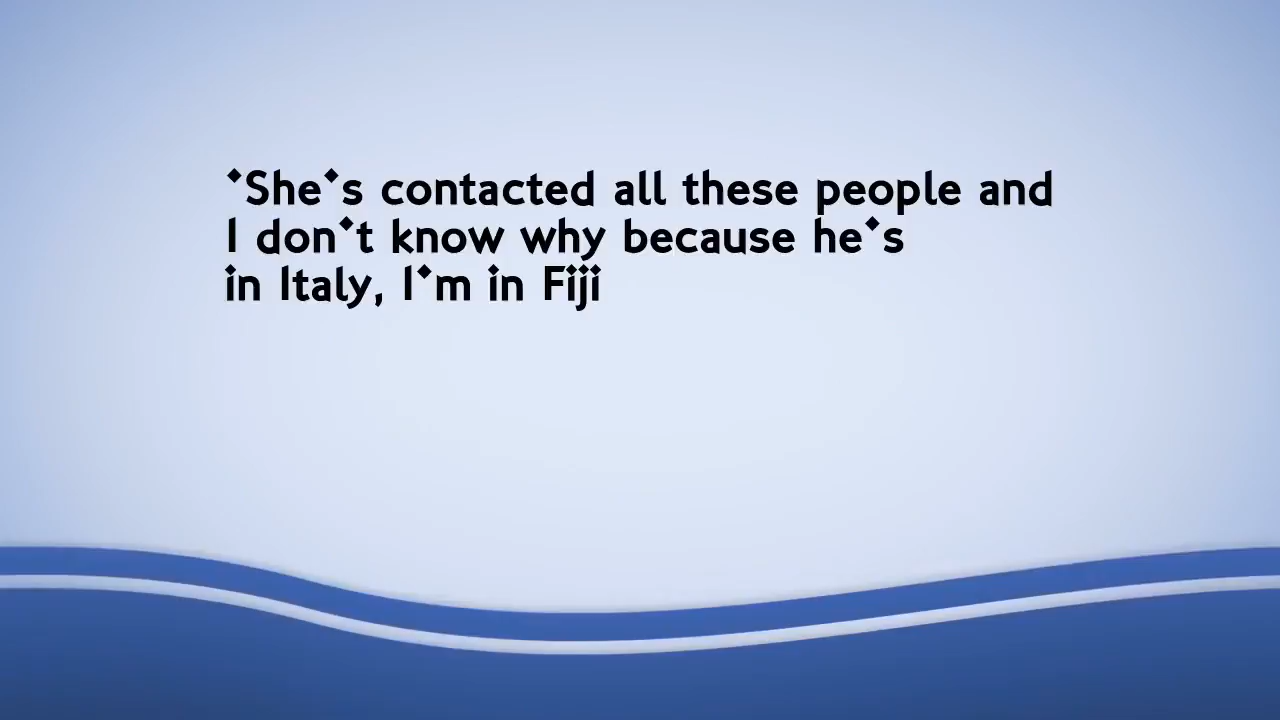 'She's contacted all these people and
I don't know why because he's
in Italy, I'm in Fiji